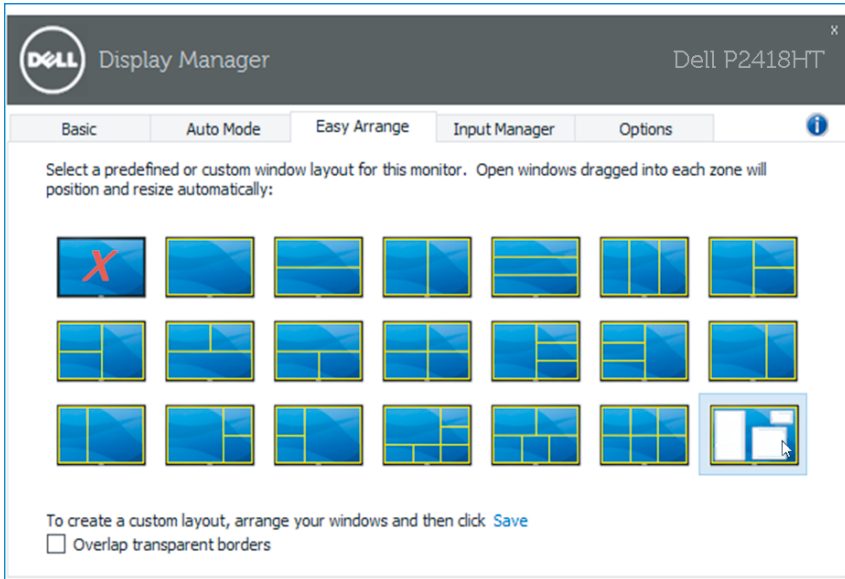 x
DELL
Display Manager
Dell P2418HT
Basic
Auto Mode
Easy Arrange
Input Manager
Options
i
Select a predefined or custom window layout for this monitor. Open windows dragged into each zone will
position and resize automatically:
X
To create a custom layout, arrange your windows and then click Save
Overlap transparent borders